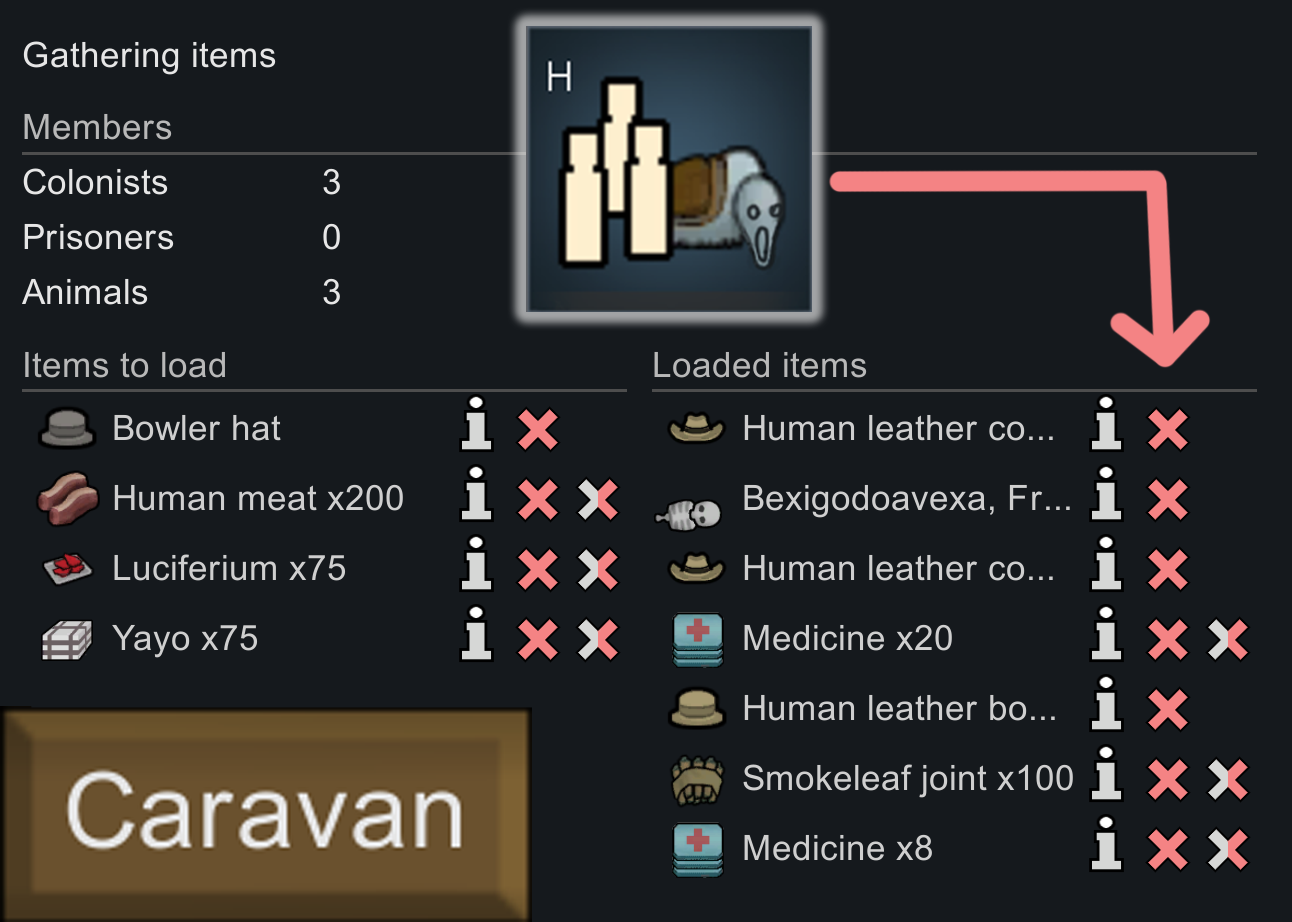 Gathering items
H
Members
Colonists 3
Prisoners 0
Animals 3
Items to load
Bowler hat
Human meat x200
Luciferium x75
Yayo x75
Loaded items
Human leather co...
Bexigodoavexa, Fr...
Human leather co...
Medicine x20
Human leather bo...
Smokeleaf joint x100
Medicine x8
Caravan